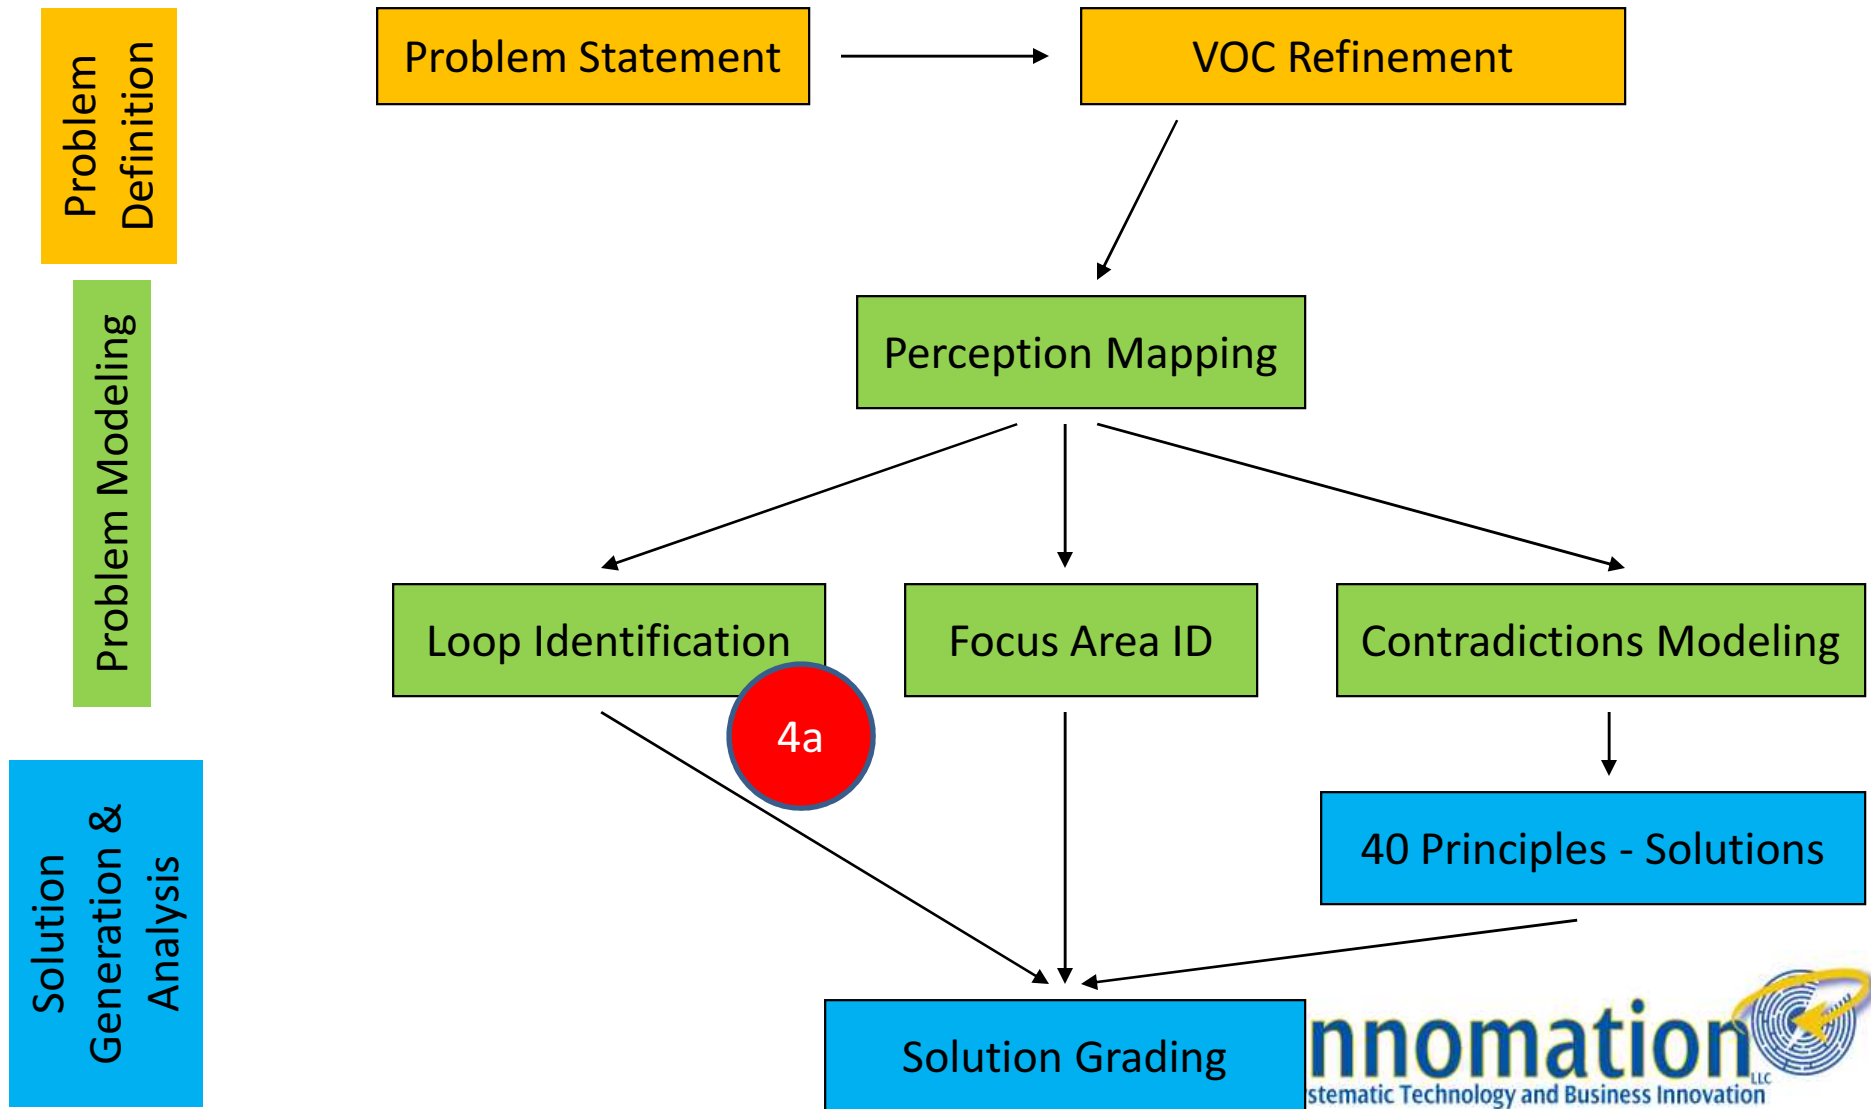 Problem
Definition
Problem Statement
VOC Refinement
Problem Modeling
Perception Mapping
Loop Identification
Focus Area ID
Contradictions Modeling
4a
Solution
Generation &
Analysis
40 Principles - Solutions
Solution Grading
nnomation
LLC
stematic Technology and Business Innovation